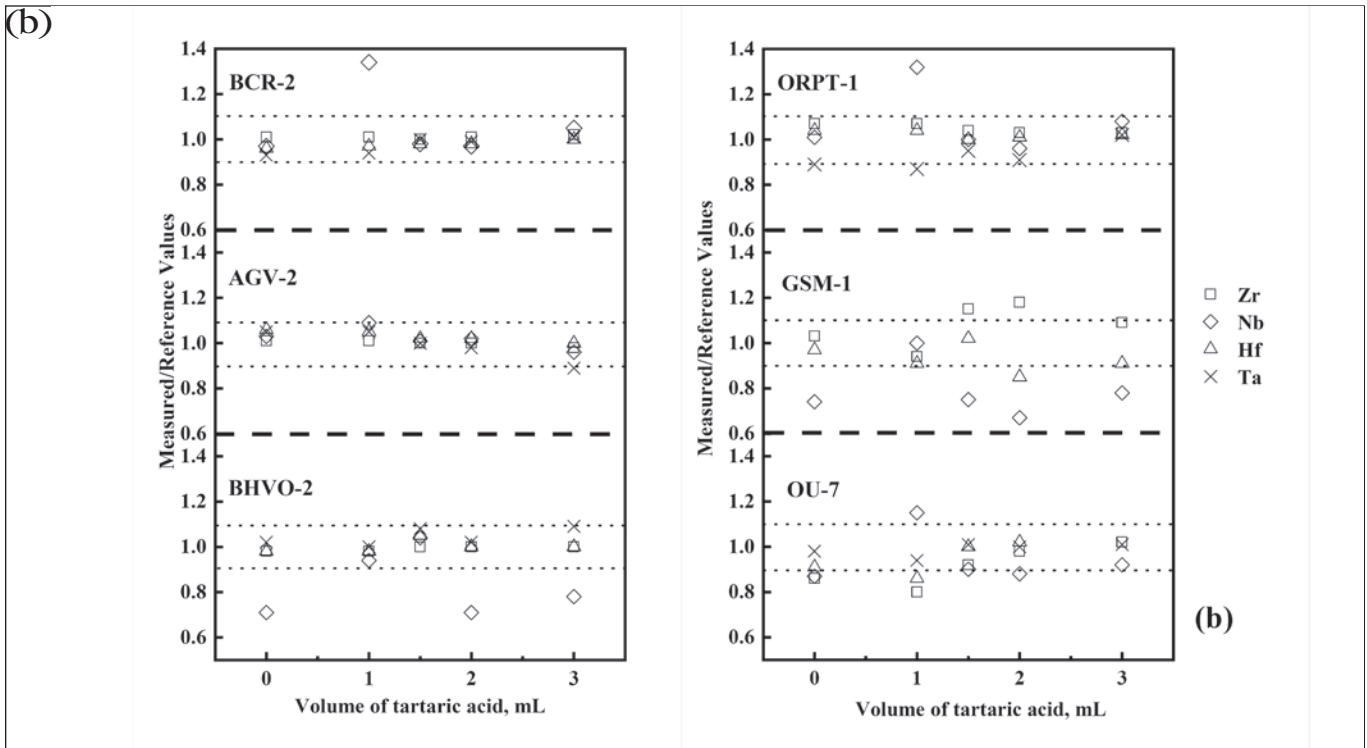 (b)
Measured/Reference Values
1.4
1.2
1.0
0.8
0.6
1.4
1.2
1.0
0.8
0.6
1.4
1.2
1.0
0.8
0.6
BCR-2
AGV-2
BHVO-2
0 1 2 3
Volume of tartaric acid, mL
Measured/Reference Values
1.4
1.2
1.0
0.8
0.6
1.4
1.2
1.0
0.8
0.6
1.4
1.2
1.0
0.8
0.6
ORPT-1
GSM-1
OU-7
0 1 2 3
Volume of tartaric acid, mL
Zr
Nb
Hf
Ta
(b)